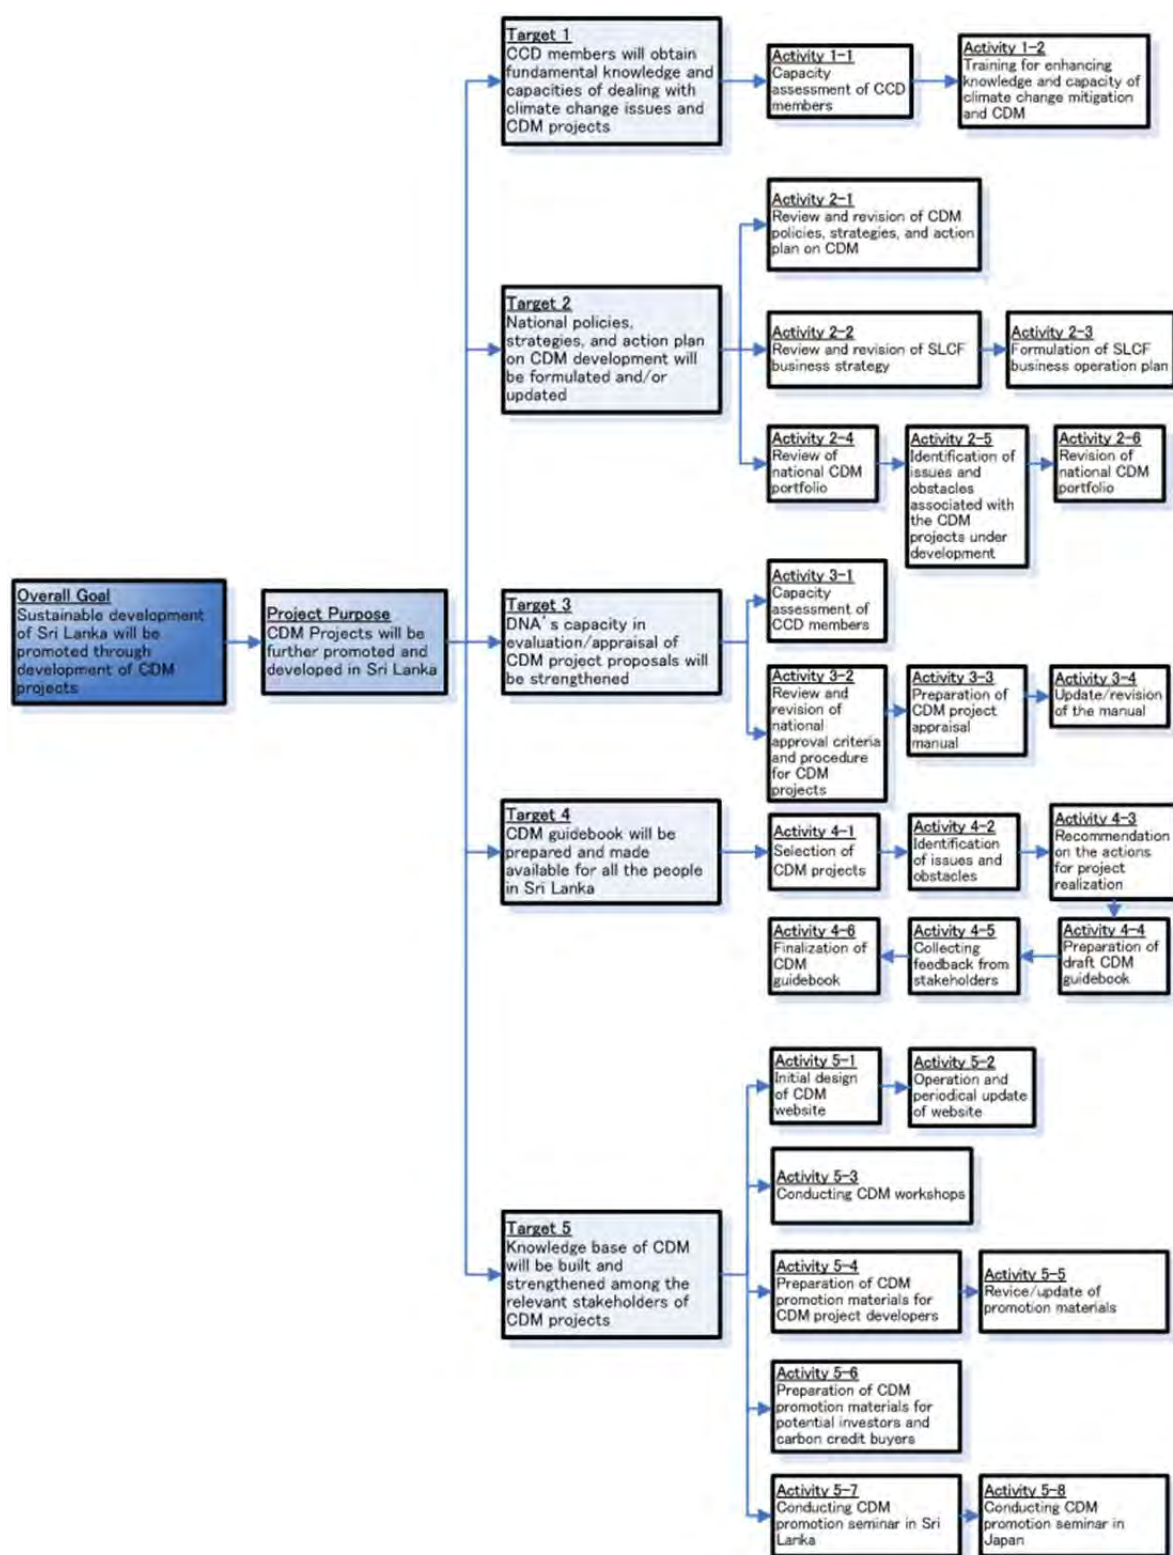 Overall Goal
Sustainable development
of Sri Lanka will be
promoted through
development of CDM
projects
Project Purpose
CDM Projects will be
further promoted and
developed in Sri Lanka
Target 1
CCD members will obtain
fundamental knowledge and
capacities of dealing with
climate change issues and
CDM projects
Activity 1-1
Capacity
assessment of CCD
members
Activity 1-2
Training for enhancing
knowledge and capacity of
climate change mitigation
and CDM
Target 2
National policies,
strategies, and action plan
on CDM development will
be formulated and/or
updated
Activity 2-1
Review and revision of CDM
policies, strategies, and action
plan on CDM
Activity 2-2
Review and revision of SLCF
business strategy
Activity 2-3
Formulation of SLCF
business operation plan
Activity 2-4
Review of
national CDM
portfolio
Activity 2-5
Identification of
issues and
obstacles
associated with
the CDM
projects under
development
Activity 2-6
Revision of
national CDM
portfolio
Target 3
DNA's capacity in
evaluation/appraisal of
CDM project proposals will
be strengthened
Activity 3-1
Capacity
assessment of
CCD members
Activity 3-2
Review and
revision of
national
approval criteria
and procedure
for CDM
projects
Activity 3-3
Preparation of
CDM project
appraisal
manual
Activity 3-4
Update/revision
of the manual
Target 4
CDM guidebook will be
prepared and made
available for all the people
in Sri Lanka
Activity 4-1
Selection of
CDM projects
Activity 4-2
Identification
of issues and
obstacles
Activity 4-3
Recommendation
on the actions
for project
realization
Activity 4-4
Preparation of
draft CDM
guidebook
Activity 4-5
Collecting
feedback from
stakeholders
Activity 4-6
Finalization of
CDM
guidebook
Target 5
Knowledge base of CDM
will be built and
strengthened among the
relevant stakeholders of
CDM projects
Activity 5-1
Initial design
of CDM
website
Activity 5-2
Operation and
periodical update
of website
Activity 5-3
Conducting CDM workshops
Activity 5-4
Preparation of CDM
promotion materials for
CDM project developers
Activity 5-5
Revice/update of
promotion materials
Activity 5-6
Preparation of CDM
promotion materials for
potential investors and
carbon credit buyers
Activity 5-7
Conducting CDM
promotion seminar in Sri
Lanka
Activity 5-8
Conducting CDM
promotion seminar in
Japan